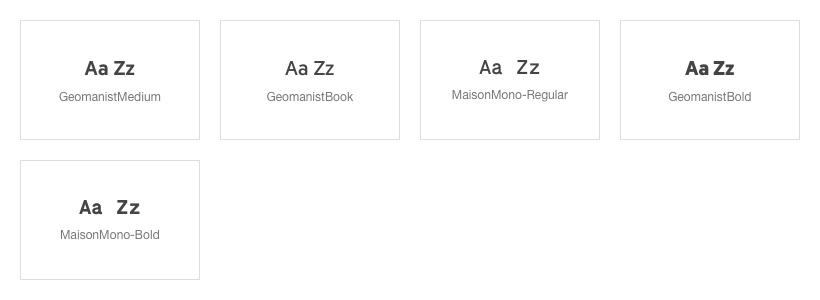 Aa Zz
GeomanistMedium
Aa Zz
GeomanistBook
Aa Zz
MaisonMono-Regular
Aa Zz
GeomanistBold
Aa Zz
MaisonMono-Bold